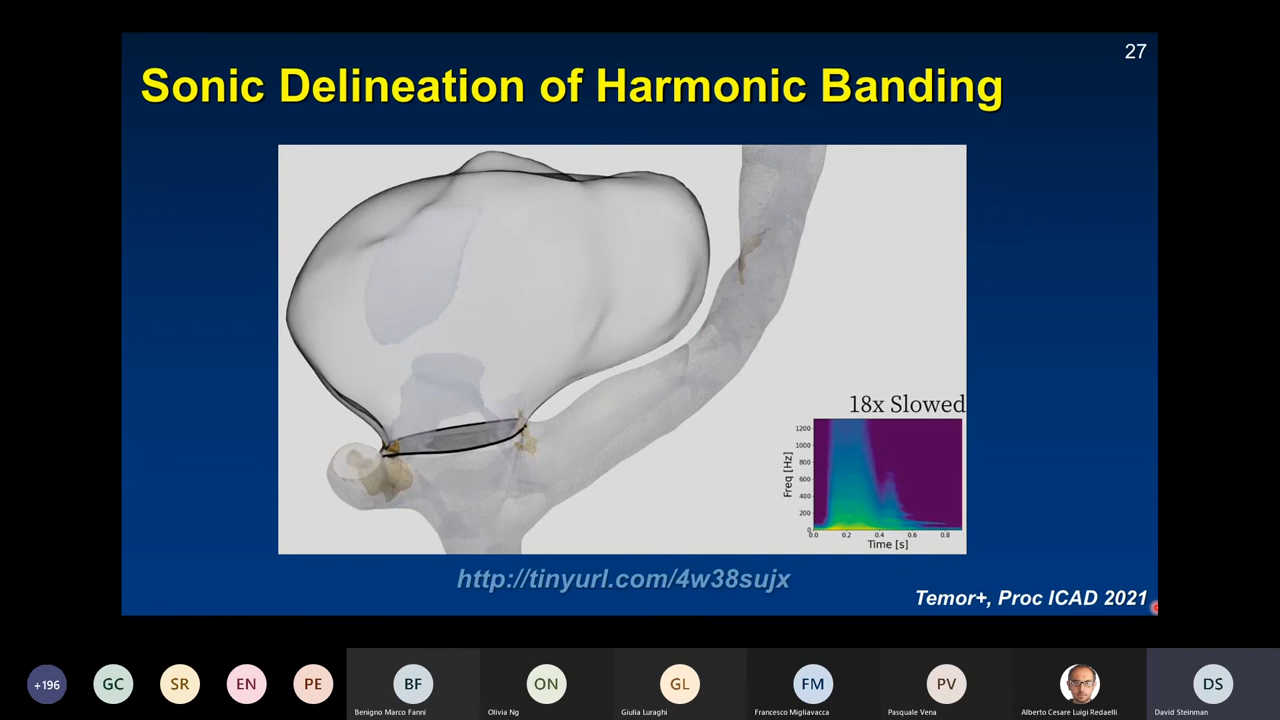 27
Sonic Delineation of Harmonic Banding
18x Slowed
Freq [Hz]
1200
1000
800
600
400
200
0
0.0 0.2 0.4 0.6 0.8
Time [s]
http://tinyurl.com/4w38sujx
Temor+, Proc ICAD 2021
+196 GC SR EN PE BF ON GL FM PV DS
Benigno Marco Fanni Olivia Ng Giulia Luraghi Francesco Migliavacca Pasquale Vena Alberto Cesare Luigi Redaelli David Steinman